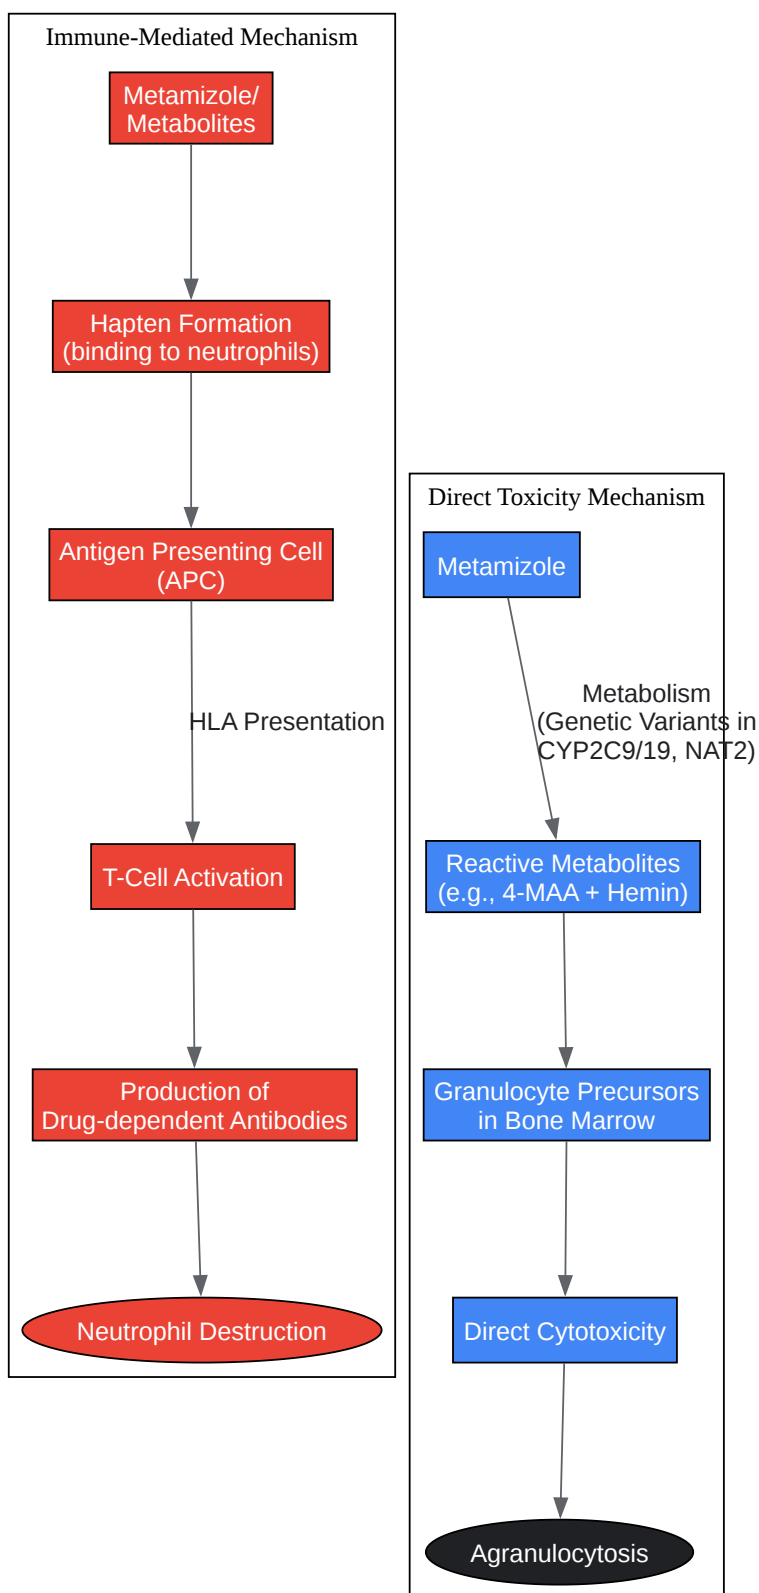 Immune-Mediated Mechanism
Metamizole/
Metabolites
Hapten Formation
(binding to neutrophils)
Antigen Presenting Cell
(APC)
HLA Presentation
T-Cell Activation
Production of
Drug-dependent Antibodies
Neutrophil Destruction
Direct Toxicity Mechanism
Metamizole
Metabolism
(Genetic Variants in
CYP2C9/19, NAT2)
Reactive Metabolites
(e.g., 4-MAA + Hemin)
Granulocyte Precursors
in Bone Marrow
Direct Cytotoxicity
Agranulocytosis